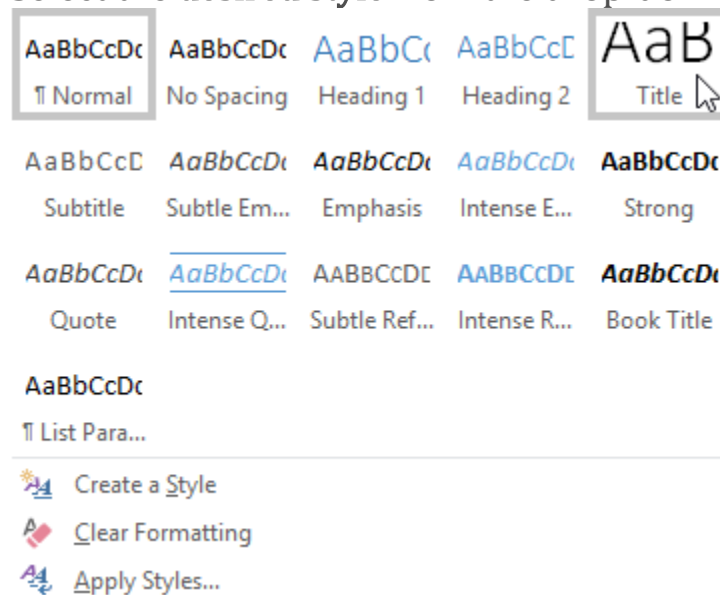 AaBbCcDc AaBbCcDc AaBbCc AaBbCcD AaB
¶ Normal No Spacing Heading 1 Heading 2 Title
AaBbCcD AaBbCcDc AaBbCcDc AaBbCcDc AaBbCcDc
Subtitle Subtle Em... Emphasis Intense E... Strong
AaBbCcDc AaBbCcDc AABBCCDD AABBCCDD AaBbCcDc
Quote Intense Q... Subtle Ref... Intense R... Book Title
AaBbCcDc
¶ List Para...
Create a Style
Clear Formatting
Apply Styles...